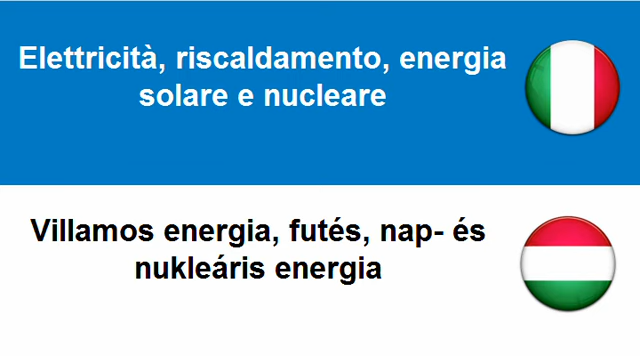 Elettricità, riscaldamento, energia
solare e nucleare
Villamos energia, futés, nap- és
nukleáris energia